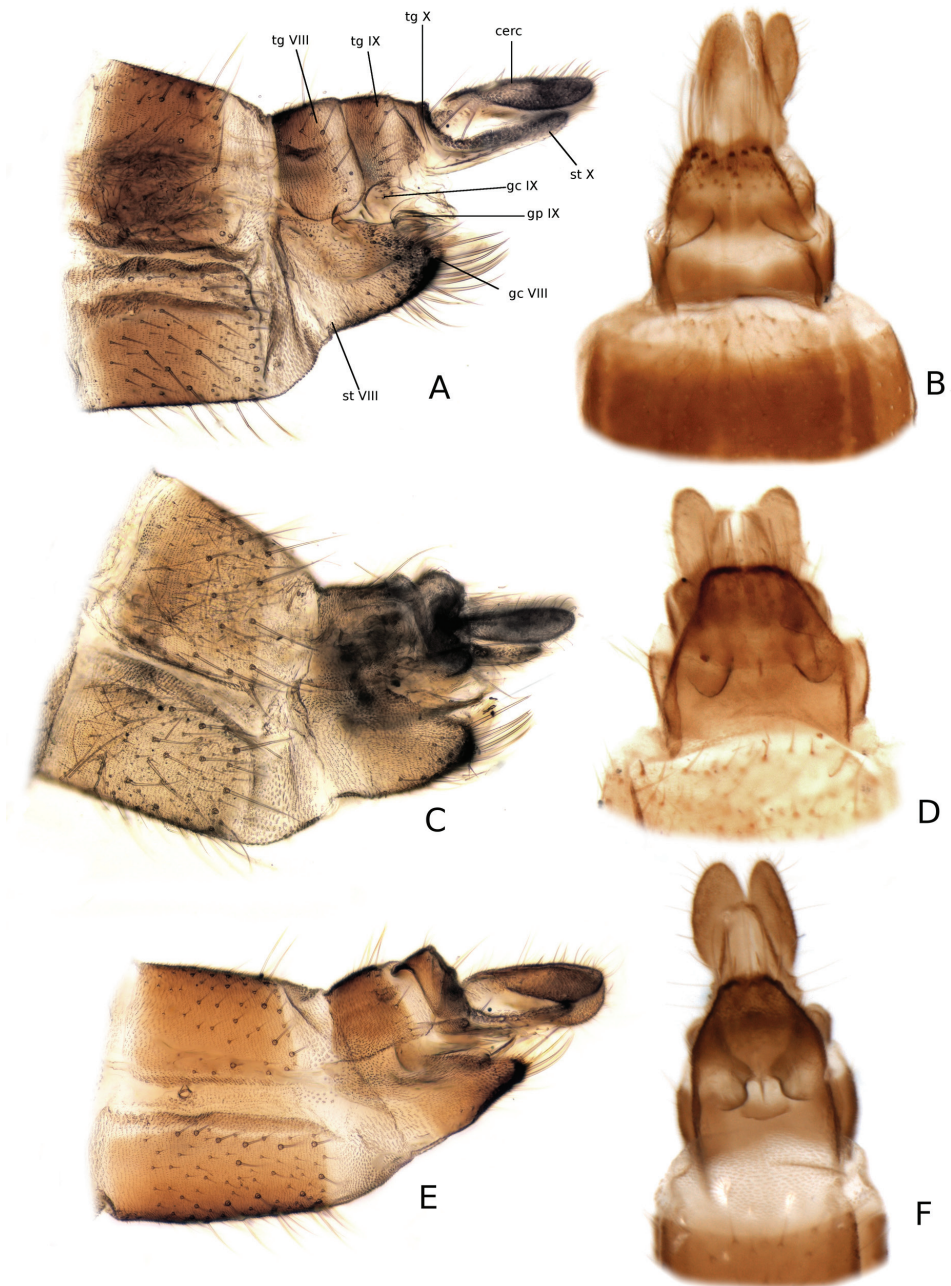 tg X
tg VIII
tg IX
cerc
st X
gc IX
gp IX
gc VIII
st VIII
A
B
C
D
E
F